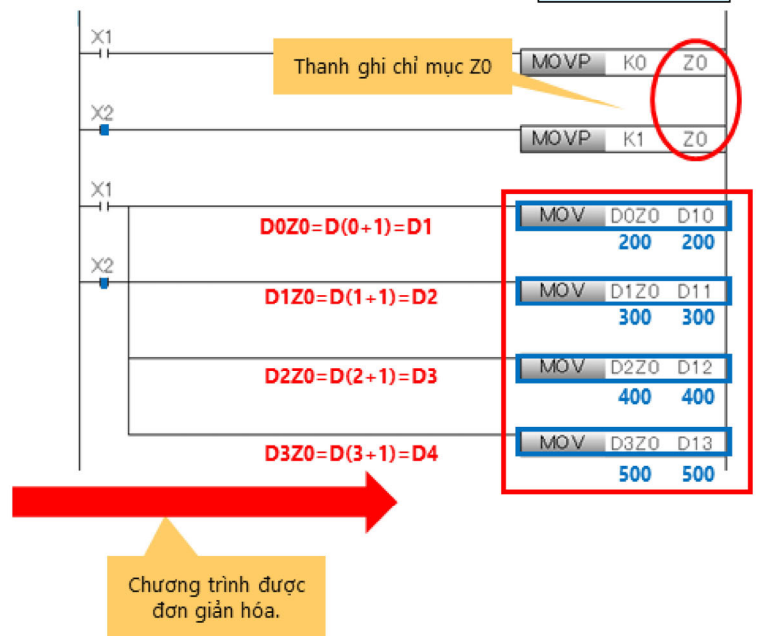 X1
Thanh ghi chỉ mục Z0
MOVP K0 Z0
X2
MOVP K1 Z0
X1
D0Z0=D(0+1)=D1
MOV D0Z0 D10
200 200
X2
D1Z0=D(1+1)=D2
MOV D1Z0 D11
300 300
D2Z0=D(2+1)=D3
MOV D2Z0 D12
400 400
D3Z0=D(3+1)=D4
MOV D3Z0 D13
500 500
Chương trình được
đơn giản hóa.